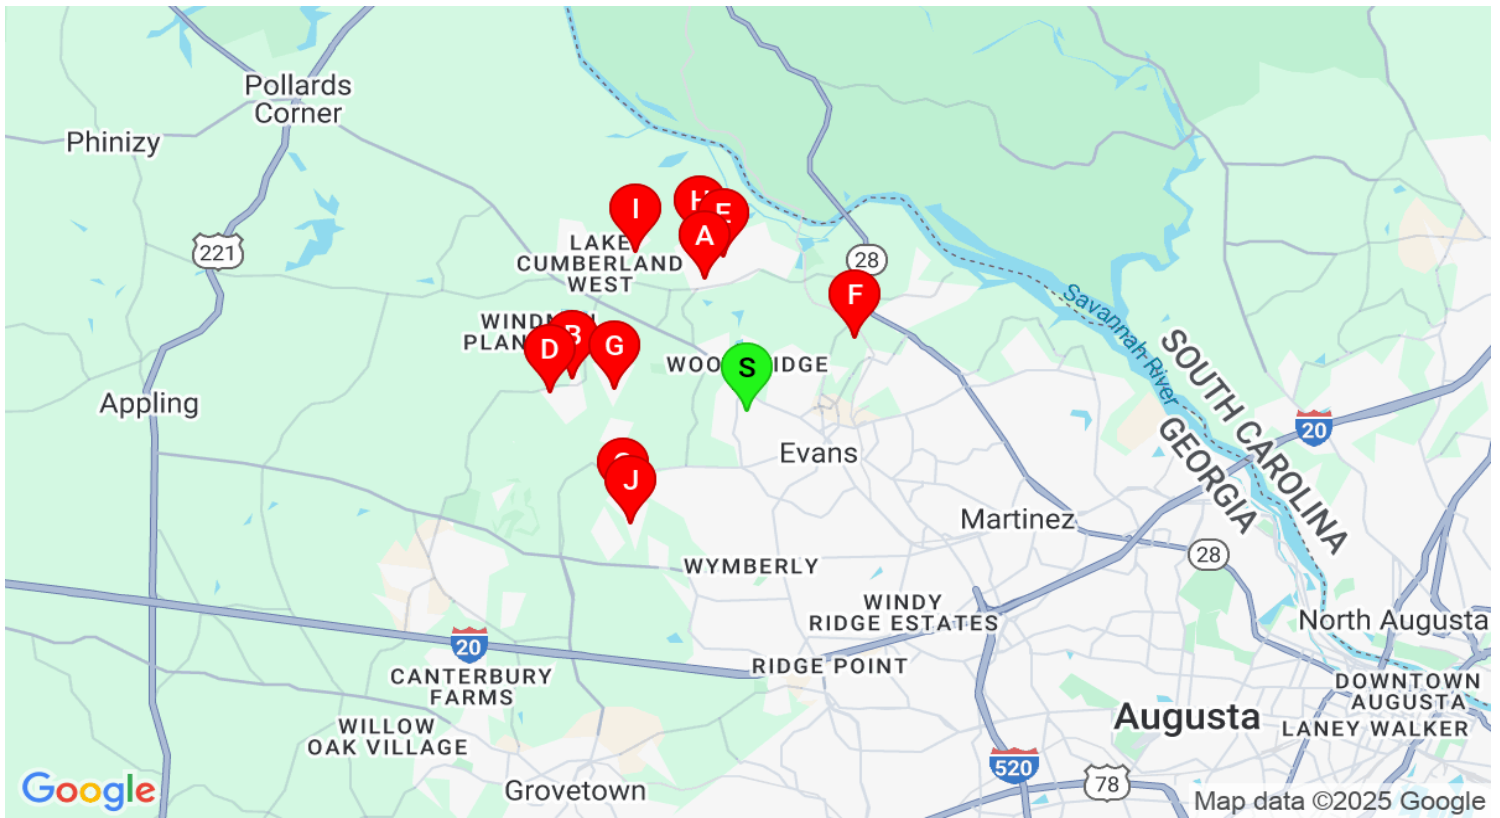 Pollards
Corner
Phinizy
221
I
H
E
A
LAKE
CUMBERLAND
WEST
28
F
Savannah River
SOUTH CAROLINA
GEORGIA
B
D
G
S
Appling
20
Evans
J
Martinez
28
WYMBERLY
WINDY
RIDGE ESTATES
North Augusta
20
RIDGE POINT
CANTERBURY
FARMS
DOWNTOWN
AUGUSTA
WILLOW
OAK VILLAGE
Augusta
LANEY WALKER
520
78
Google
Grovetown
Map data ©2025 Google